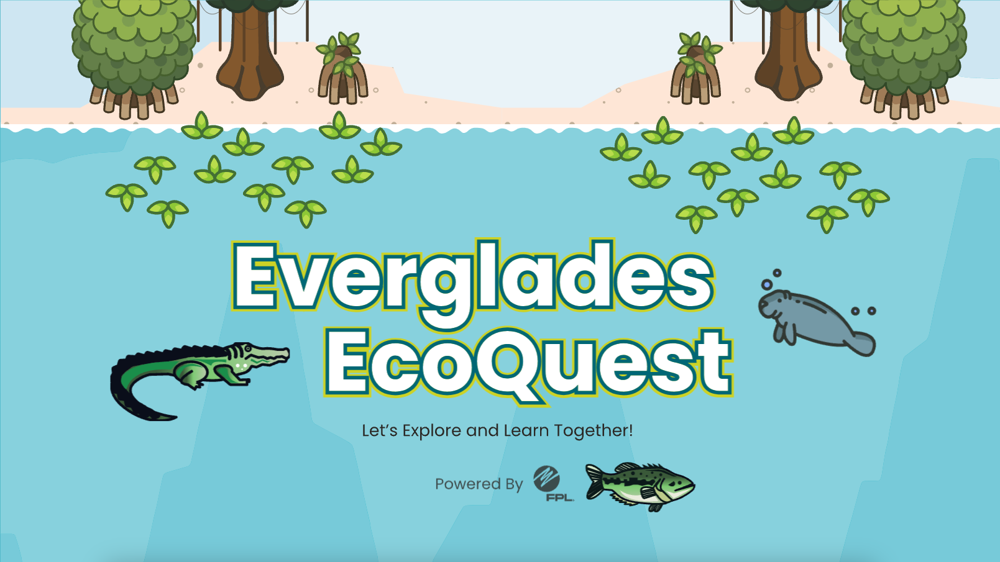 Everglades
EcoQuest
Let’s Explore and Learn Together!
Powered By FPL.